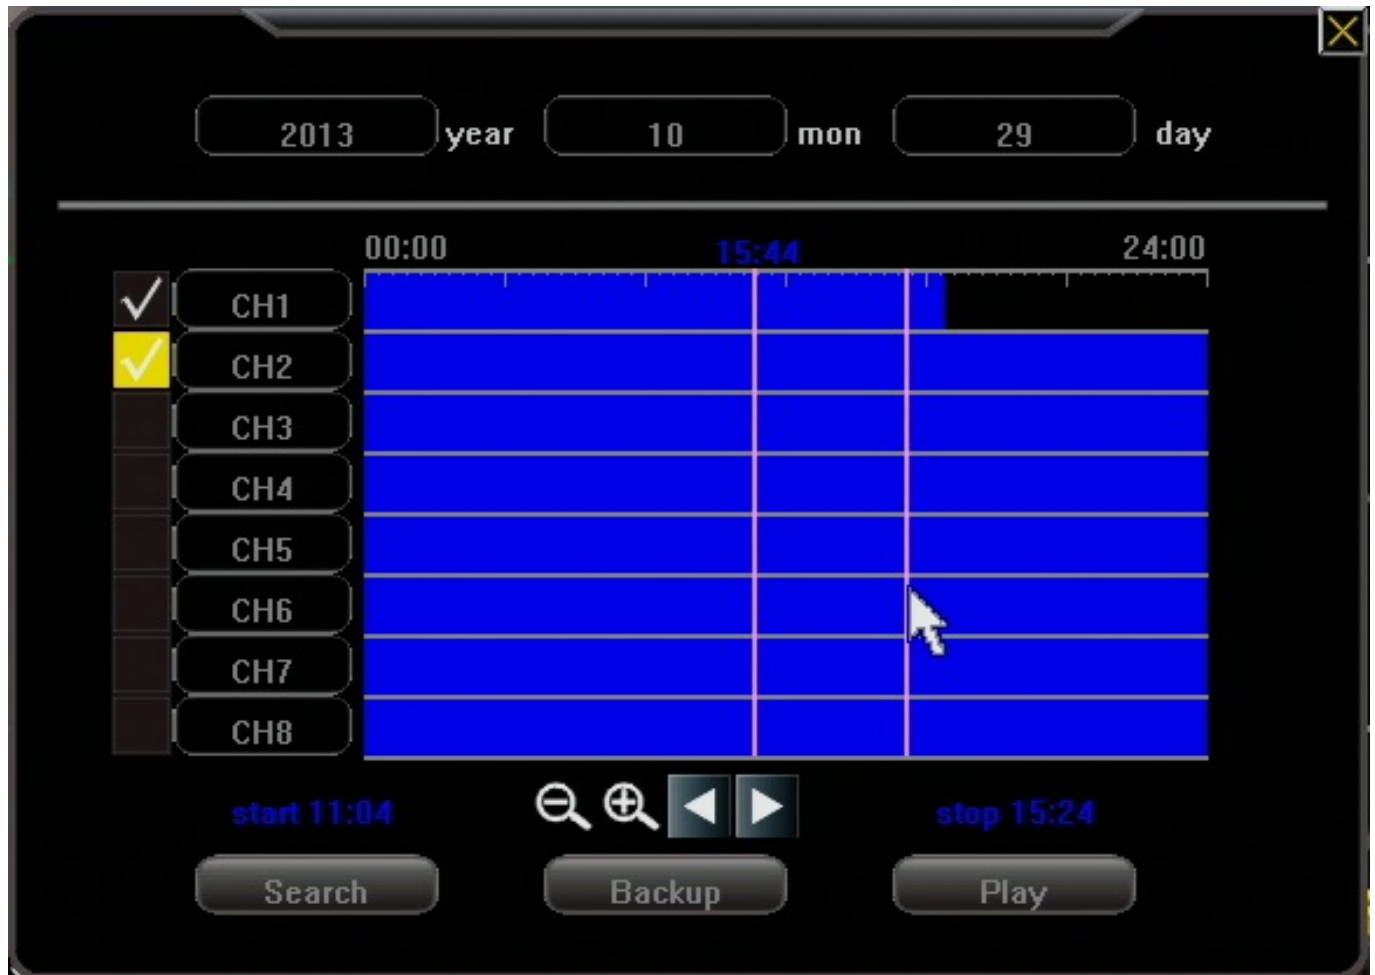 2013 year 10 mon 29 day
00:00 15:44 24:00
CH1
CH2
CH3
CH4
CH5
CH6
CH7
CH8
start 11:04 stop 15:24
Search Backup Play